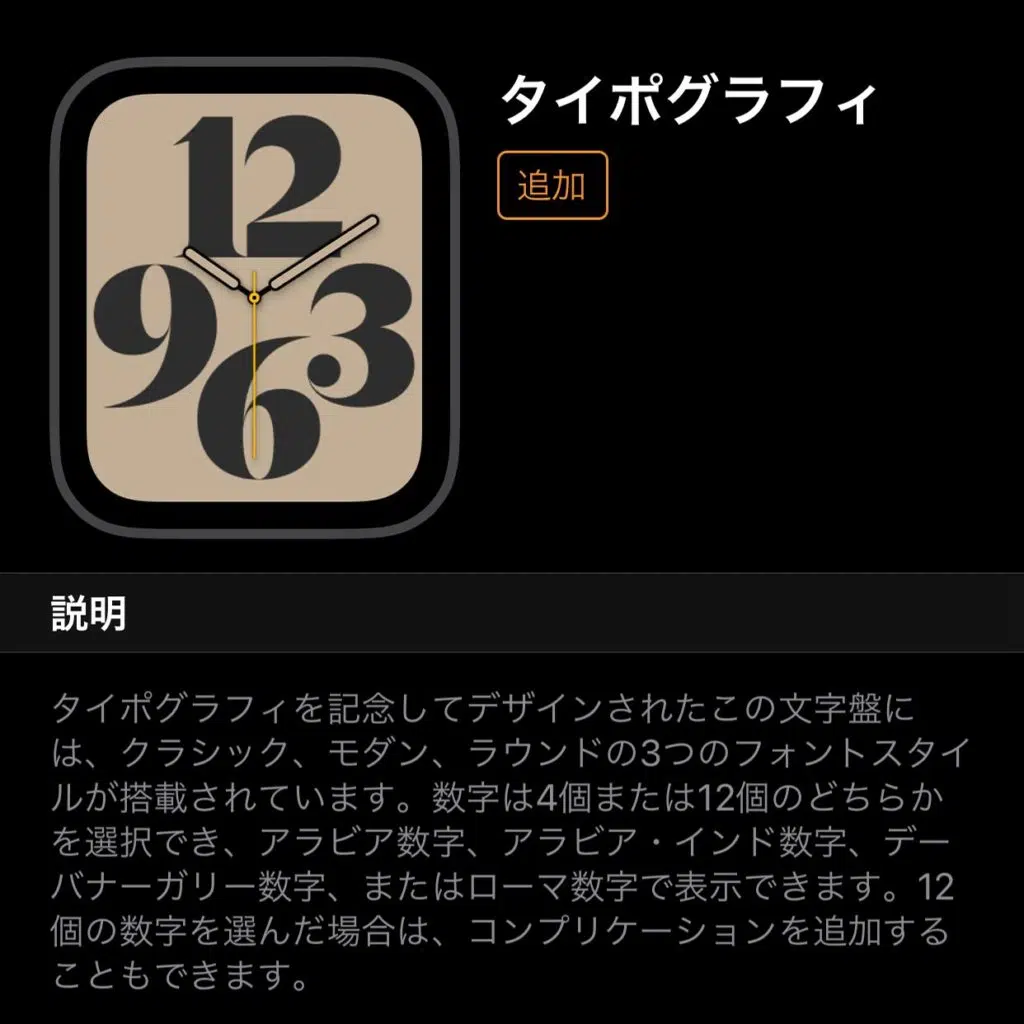 12
9
3
6
タイポグラフィ
追加
説明
タイポグラフィを記念してデザインされたこの文字盤に
は、クラシック、モダン、ラウンドの3つのフォントスタイ
ルが搭載されています。数字は4個または12個のどちらか
を選択でき、アラビア数字、アラビア・インド数字、デー
バナーガリー数字、またはローマ数字で表示できます。12
個の数字を選んだ場合は、コンプリケーションを追加する
こともできます。